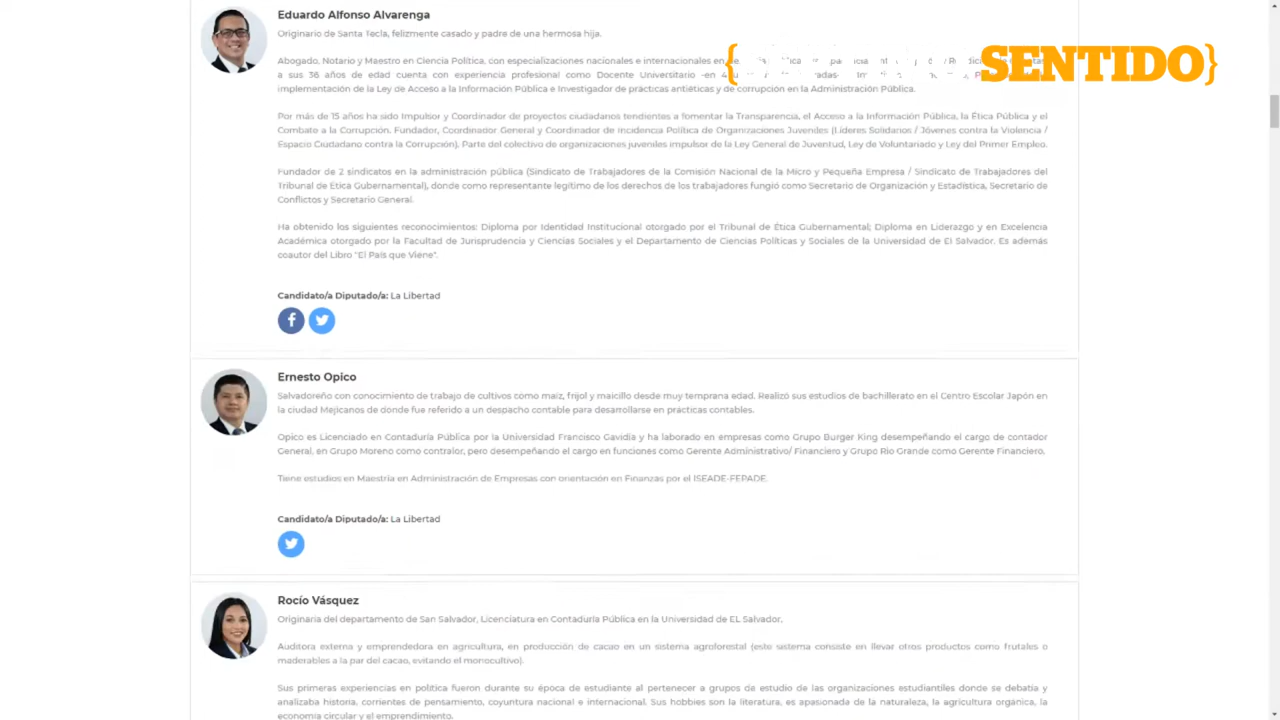 Eduardo Alfonso Alvarenga
Originario de Santa Tecla, felizmente casado y padre de una hermosa hija.
{ SENTIDO}
Abogado, Notario y Maestro en Ciencia Política, con especializaciones nacionales e internacionales en
a sus 36 años de edad cuenta con experiencia profesional como Docente Universitario -en
implementación de la Ley de Acceso a la Información Pública e Investigador de prácticas antiéticas y de corrupción en la Administración Pública.
Por más de 15 años ha sido Impulsor y Coordinador de proyectos ciudadanos tendientes a fomentar la Transparencia, el Acceso a la Información Pública, la Ética Pública y el
Combate a la Corrupción. Fundador, Coordinador General y Coordinador de Incidencia Política de Organizaciones Juveniles (Líderes Solidarios / Jóvenes contra la Violencia /
Espacio Ciudadano contra la Corrupción), Parte del colectivo de organizaciones juveniles impulsor de la Ley General de Juventud, Ley de Voluntariado y Ley del Primer Empleo.
Fundador de 2 sindicatos en la administración pública (Sindicato de Trabajadores de la Comisión Nacional de la Micro y Pequeña Empresa / Sindicato de Trabajadores del
Tribunal de Ética Gubernamental), donde como representante legítimo de los derechos de los trabajadores fungió como Secretario de Organización y Estadística, Secretario de
Conflictos y Secretario General.
Ha obtenido los siguientes reconocimientos: Diploma por Identidad Institucional otorgado por el Tribunal de Ética Gubernamental; Diploma en Liderazgo y en Excelencia
Académica otorgado por la Facultad de Jurisprudencia y Ciencias Sociales y el Departamento de Ciencias Políticas y Sociales de la Universidad de El Salvador. Es además
coautor del Libro "El País que Viene".
Candidato/a Diputado/a: La Libertad
Ernesto Opico
Salvadoreño con conocimiento de trabajo de cultivos como maíz, frijol y maicillo desde muy temprana edad. Realizó sus estudios de bachillerato en el Centro Escolar Japón en
la ciudad Mejicanos de donde fue referido a un despacho contable para desarrollarse en prácticas contables.
Opico es Licenciado en Contaduría Pública por la Universidad Francisco Gavidia y ha laborado en empresas como Grupo Burger King desempeñando el cargo de contador
General, en Grupo Moreno como contralor, pero desempeñando el cargo en funciones como Gerente Administrativo/ Financiero y Grupo Rio Grande como Gerente Financiero.
Tiene estudios en Maestría en Administración de Empresas con orientación en Finanzas por el ISEADE-FEPADE.
Candidato/a Diputado/a: La Libertad
Rocío Vásquez
Originaria del departamento de San Salvador, Licenciatura en Contaduría Pública en la Universidad de EL Salvador.
Auditora externa y emprendedora en agricultura, en producción de cacao en un sistema agroforestal (este sistema consiste en llevar otros productos como frutales o
maderables a la par del cacao, evitando el monocultivo).
Sus primeras experiencias en política fueron durante su época de estudiante al pertenecer a grupos de estudio de las organizaciones estudiantiles donde se debatía y
analizaba historia, corrientes de pensamiento, coyuntura nacional e internacional. Sus hobbies son la literatura, es apasionada de la naturaleza, la agricultura orgánica, la
economía circular y el emprendimiento.